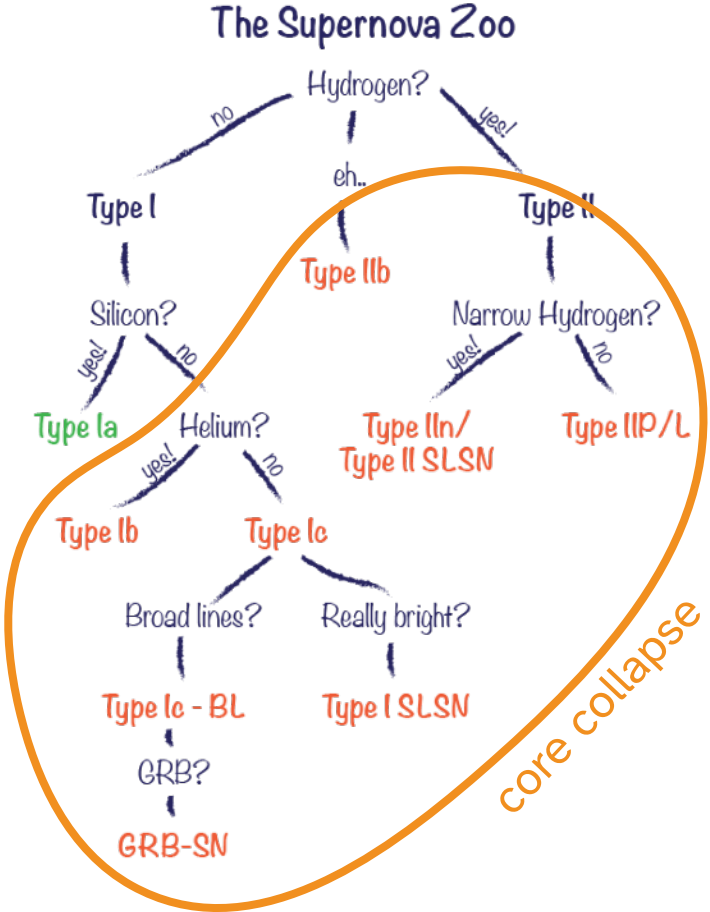 The Supernova Zoo
Hydrogen?
no
yes!
eh..
Type I
Type II
Type IIb
Silicon?
Narrow Hydrogen?
yes!
no
yes!
no
Type Ia
Helium?
Type IIn/
Type II SLSN
Type IIP/L
yes!
no
Type Ib
Type Ic
Broad lines?
Really bright?
Type Ic - BL
Type I SLSN
GRB?
GRB-SN
core collapse